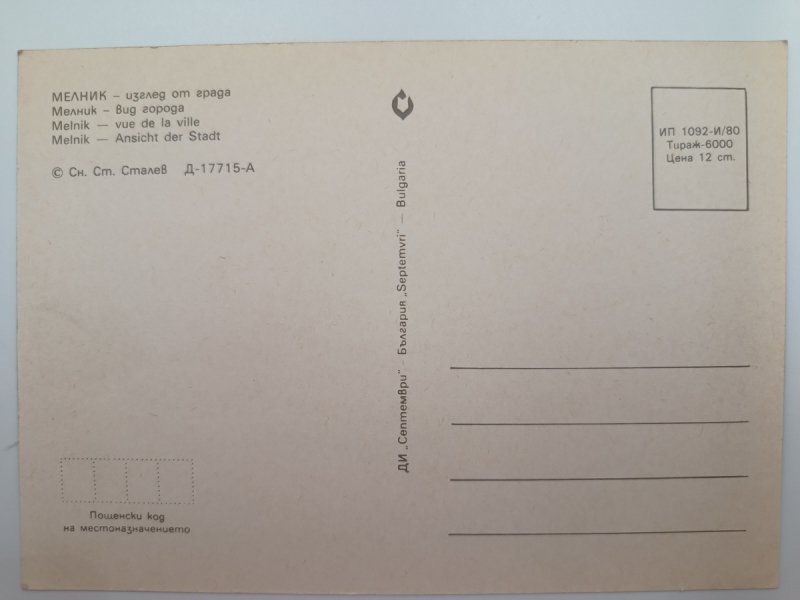 МЕЛНИК – изглед от града
Мелник – вид города
Melnik — vue de la ville
Melnik — Ansicht der Stadt
© Сн. Ст. Сталев Д-17715-А
ДИ „Септември” – България „Septemvri” — Bulgaria
ИП 1092-И/80
Тираж-6000
Цена 12 ст.
Пощенски код
на местоназначението